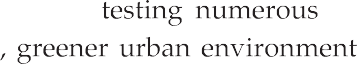 testing numerous
, greener urban environment